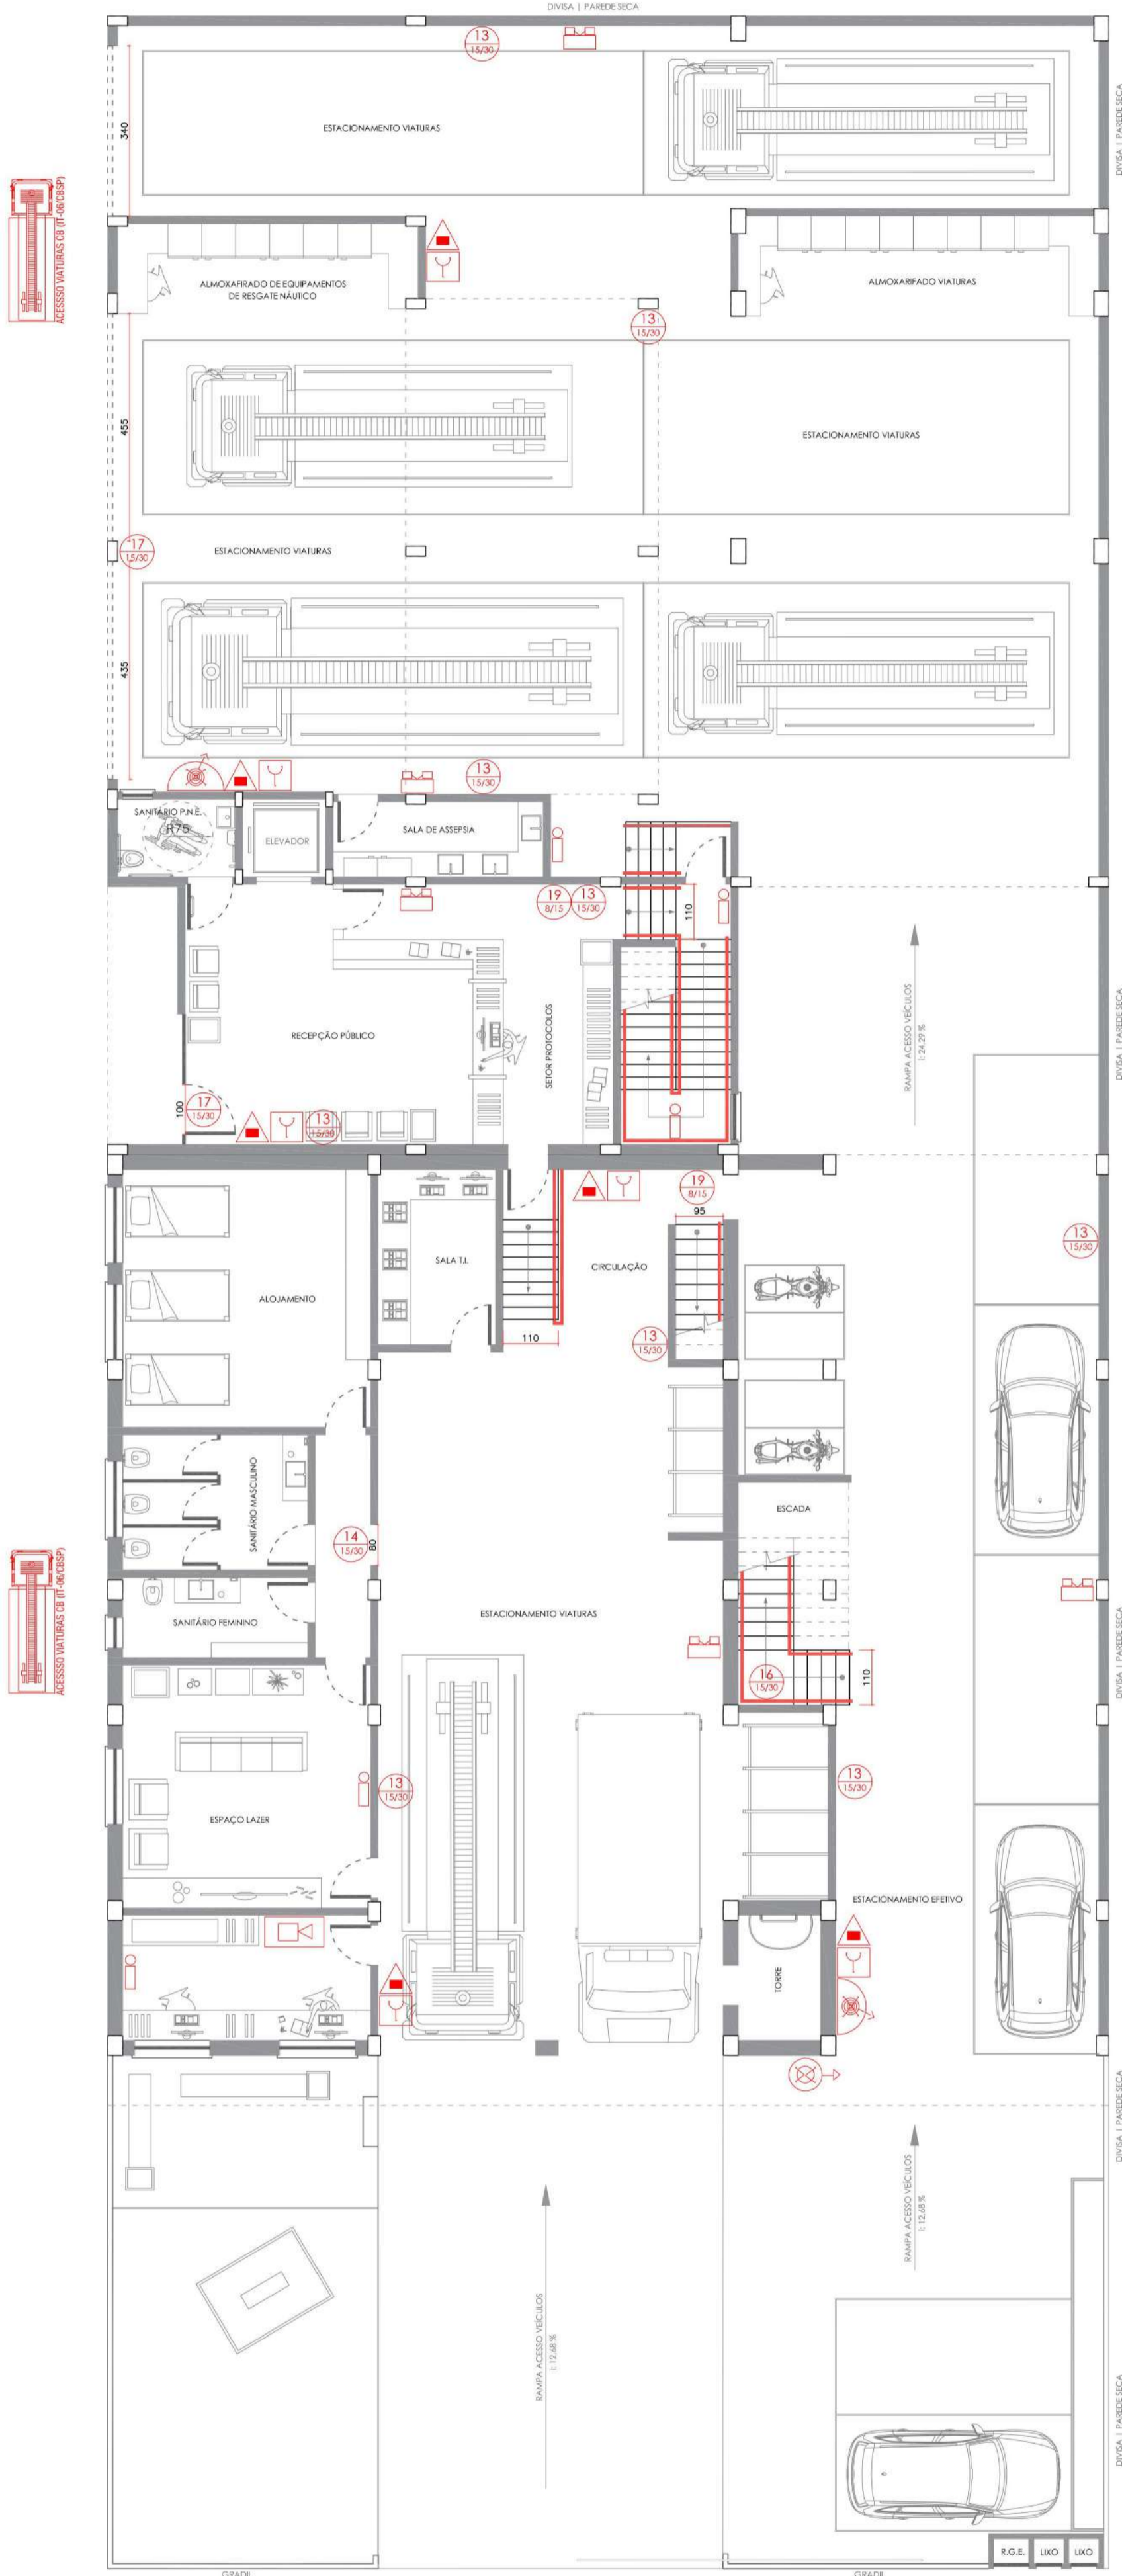 DIVISA | PAREDE SECA
13
15/30
340
ESTACIONAMENTO VIATURAS
DIVISA | PAREDE SECA
ACESSSO VIATURAS CB (IT-06/CBSP)
ALMOXAFIRADO DE EQUIPAMENTOS
DE RESGATE NÁUTICO
ALMOXARIFADO VIATURAS
13
15/30
455
ESTACIONAMENTO VIATURAS
17
15/30
ESTACIONAMENTO VIATURAS
435
13
15/30
SANITÁRIO P.N.E.
R75
ELEVADOR
SALA DE ASSEPSIA
19
8/15
13
15/30
110
RECEPÇÃO PÚBLICO
SETOR PROTOCOLOS
RAMPA ACESSO VEÍCULOS
I: 24.29 %
DIVISA | PAREDE SECA
100
17
15/30
13
15/30
19
8/15
95
13
15/30
SALA T.I.
CIRCULAÇÃO
ALOJAMENTO
110
13
15/30
SANITÁRIO MASCULINO
ESCADA
14
15/30
80
ACESSSO VIATURAS CB (IT-06/CBSP)
SANITÁRIO FEMININO
ESTACIONAMENTO VIATURAS
DIVISA | PAREDE SECA
16
15/30
110
13
15/30
13
15/30
ESPAÇO LAZER
ESTACIONAMENTO EFETIVO
TORRE
DIVISA | PAREDE SECA
RAMPA ACESSO VEÍCULOS
I: 12.68 %
RAMPA ACESSO VEÍCULOS
I: 12.68 %
DIVISA | PAREDE SECA
R.G.E.
LIXO
LIXO
GRADIL
GRADIL